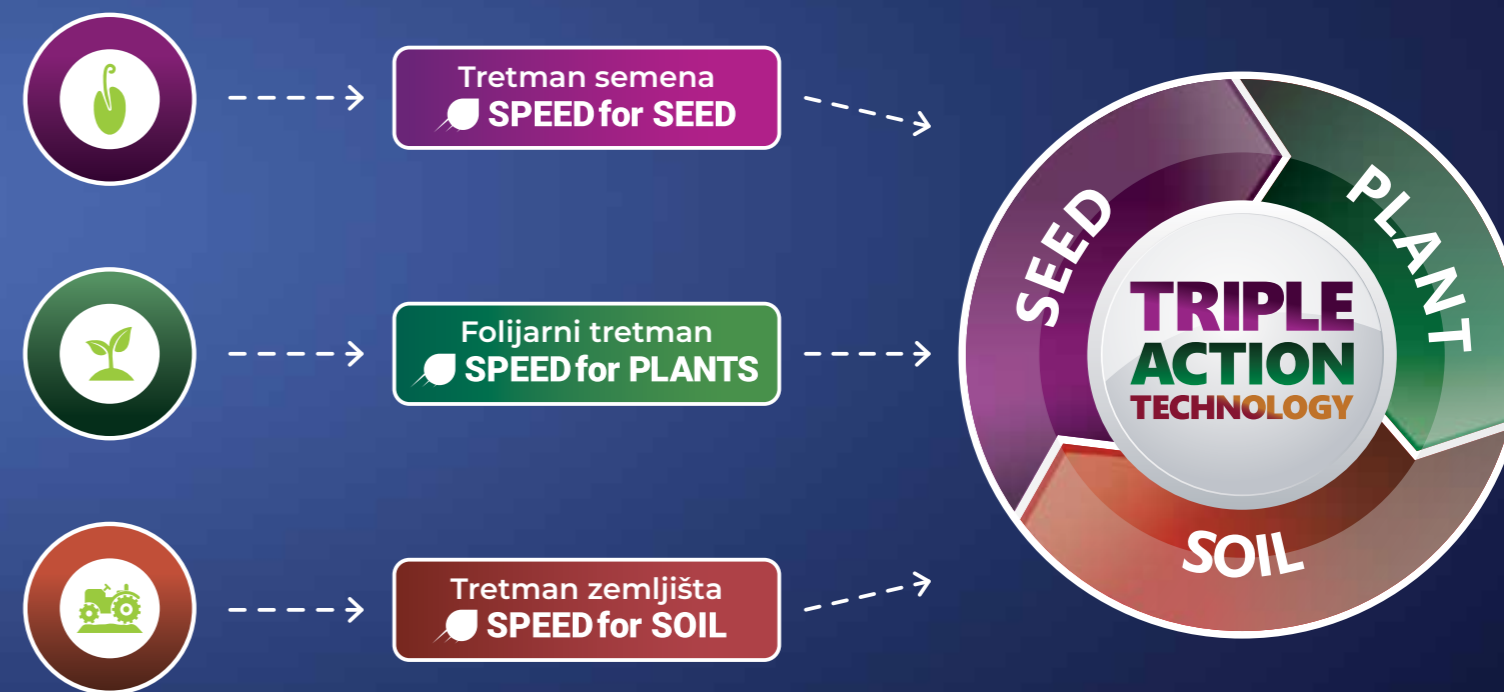 Tretman semena
SPEED for SEED
Folijarni tretman
SPEED for PLANTS
Tretman zemljišta
SPEED for SOIL
SEED
PLANT
SOIL
TRIPLE
ACTION
TECHNOLOGY